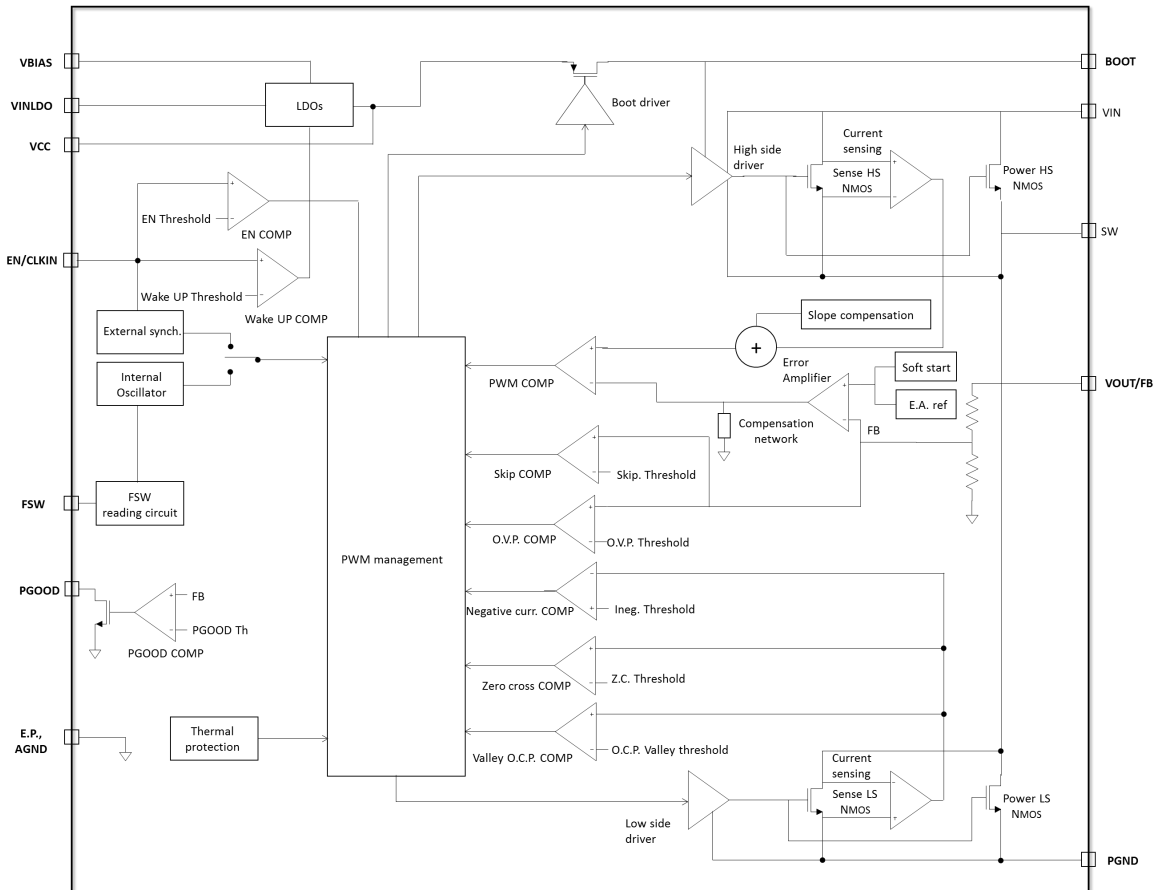 VBIAS
BOOT
VINLDO
LDOs
Boot driver
VIN
VCC
High side
driver
Current
sensing
Sense HS
NMOS
Power HS
NMOS
+
EN Threshold
−
EN COMP
SW
EN/CLKIN
+
Wake UP Threshold
−
Wake UP COMP
External synch.
Slope compensation
+
+
PWM COMP
−
Error
Amplifier
Soft start
VOUT/FB
Internal
Oscillator
+
E.A. ref
−
FB
Compensation
network
+
Skip COMP
−
Skip. Threshold
FSW
FSW
reading circuit
+
O.V.P. COMP
−
O.V.P. Threshold
PWM management
PGOOD
+
FB
−
PGOOD Th
PGOOD COMP
−
Negative curr. COMP
+
Ineg. Threshold
+
Zero cross COMP
−
Z.C. Threshold
E.P.,
AGND
Thermal
protection
+
Valley O.C.P. COMP
−
O.C.P. Valley threshold
Current
sensing
−
Sense LS
NMOS
+
Power LS
NMOS
Low side
driver
PGND